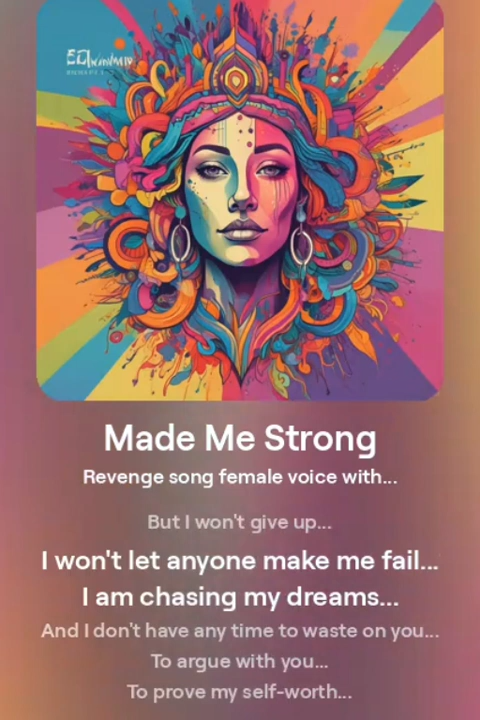 Made Me Strong
Revenge song female voice with...
But I won't give up...
I won't let anyone make me fail...
I am chasing my dreams...
And I don't have any time to waste on you...
To argue with you...
To prove my self-worth...